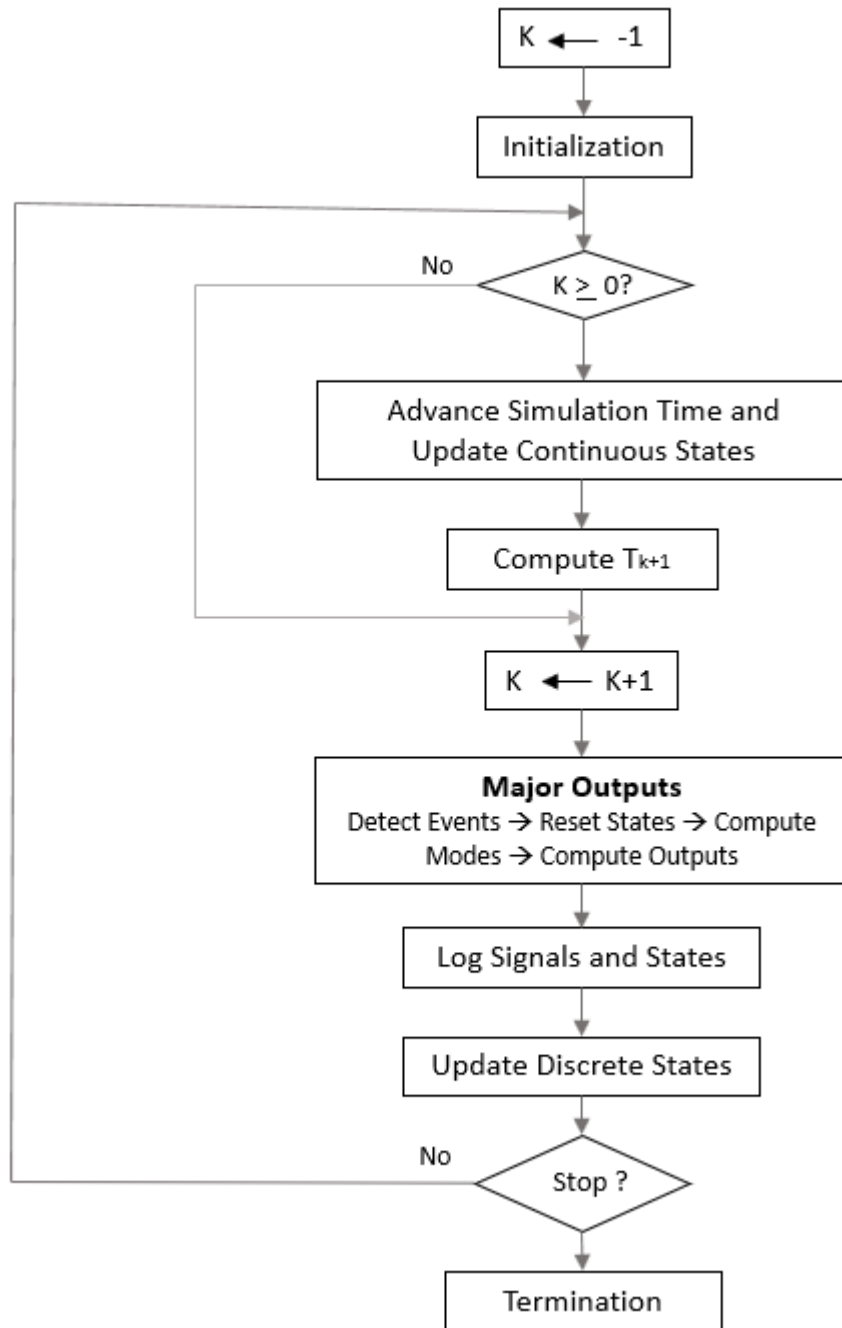 K ← -1
Initialization
No
K ≥ 0?
Advance Simulation Time and
Update Continuous States
Compute Tk+1
K ← K+1
Major Outputs
Detect Events → Reset States → Compute
Modes → Compute Outputs
Log Signals and States
Update Discrete States
No
Stop ?
Termination